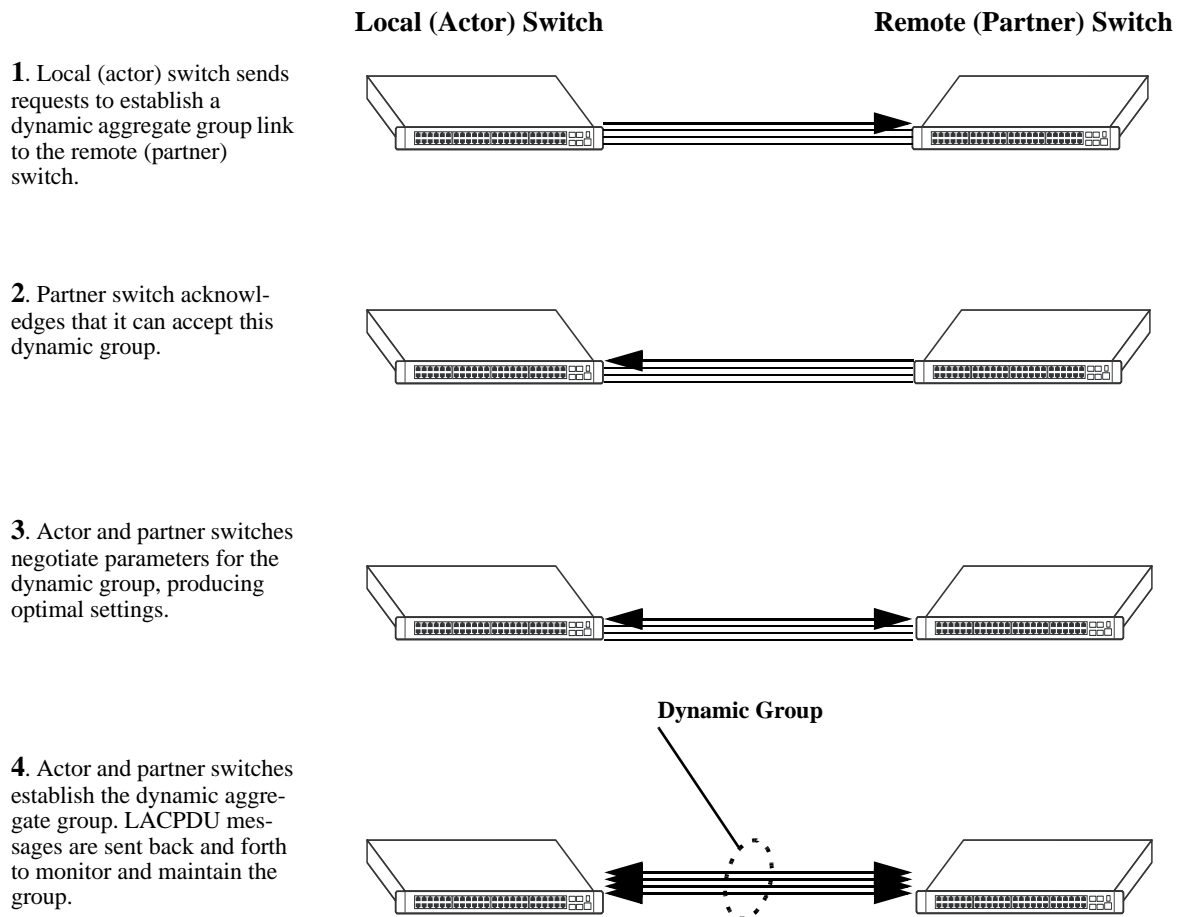 Local (Actor) Switch
Remote (Partner) Switch
1. Local (actor) switch sends
requests to establish a
dynamic aggregate group link
to the remote (partner)
switch.
2. Partner switch acknowl-
edges that it can accept this
dynamic group.
3. Actor and partner switches
negotiate parameters for the
dynamic group, producing
optimal settings.
Dynamic Group
4. Actor and partner switches
establish the dynamic aggre-
gate group. LACPDU mes-
sages are sent back and forth
to monitor and maintain the
group.